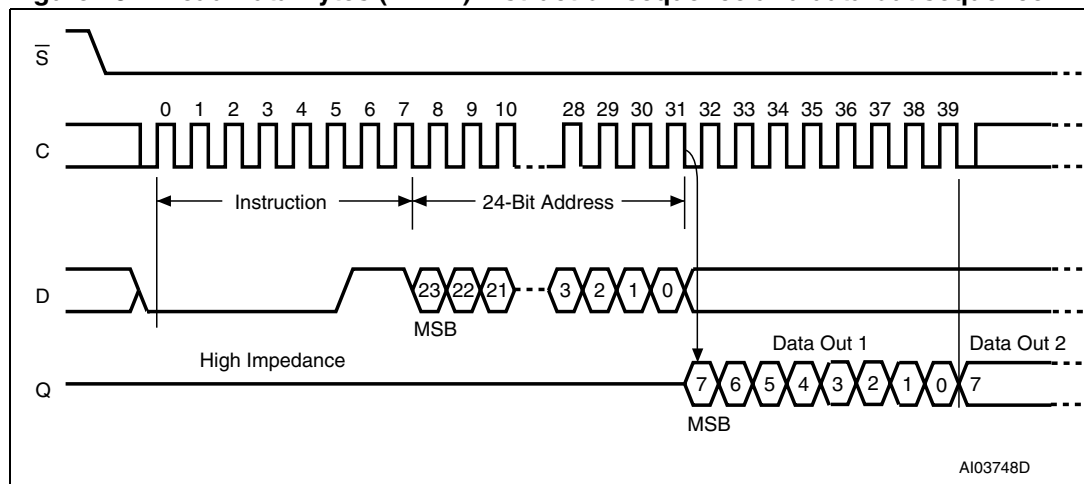 S
0 1 2 3 4 5 6 7 8 9 10 28 29 30 31 32 33 34 35 36 37 38 39
C
Instruction 24-Bit Address
D 23 22 21 3 2 1 0
MSB
High Impedance Data Out 1 Data Out 2
Q 7 6 5 4 3 2 1 0 7
MSB
AI03748D